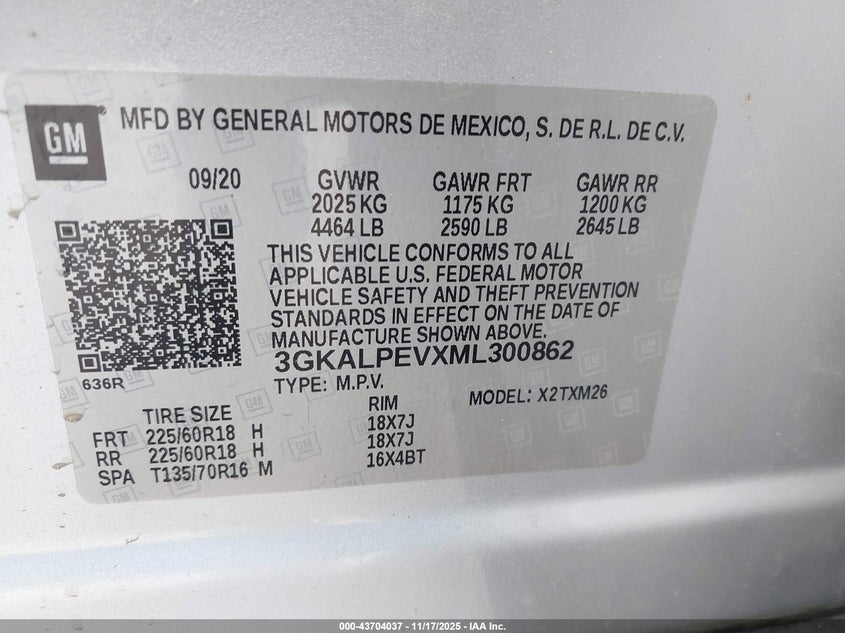 GM
MFD BY GENERAL MOTORS DE MEXICO, S. DE R.L. DE C.V.
09/20 GVWR GAWR FRT GAWR RR
2025 KG 1175 KG 1200 KG
4464 LB 2590 LB 2645 LB
THIS VEHICLE CONFORMS TO ALL
APPLICABLE U.S. FEDERAL MOTOR
VEHICLE SAFETY AND THEFT PREVENTION
STANDARDS IN EFFECT ON THE DATE OF
MANUFACTURE SHOWN ABOVE.
3GKALPEVXML300862
636R
TYPE: M.P.V. MODEL: X2TXM26
TIRE SIZE RIM
FRT 225/60R18 H 18X7J
RR 225/60R18 H 18X7J
SPA T135/70R16 M 16X4BT
000-43704037 - 11/17/2025 - IAA Inc.